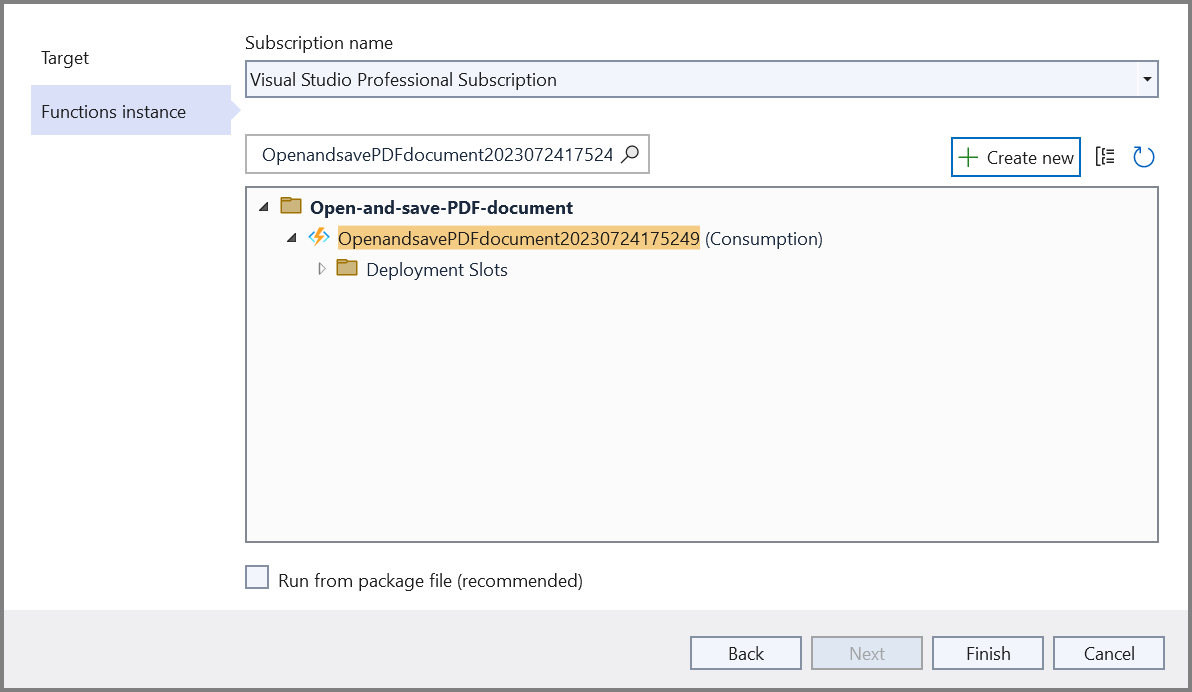 Target
Functions instance
Subscription name
Visual Studio Professional Subscription
OpenandsavePDFdocument2023072417524
Create new
Open-and-save-PDF-document
OpenandsavePDFdocument20230724175249 (Consumption)
Deployment Slots
Run from package file (recommended)
Back
Next
Finish
Cancel